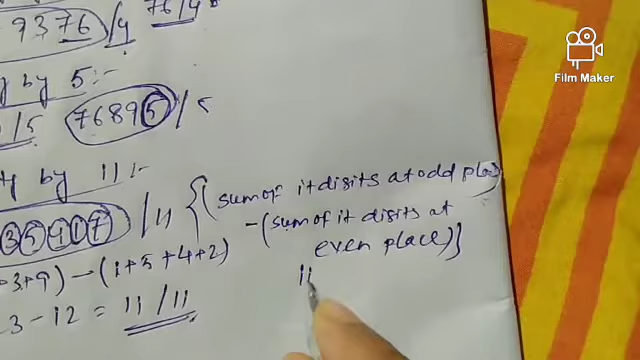 9376/4 76/4
y by 5:-
/5 76895/5
by 11:-
35417 /11 {(sum of it digits at odd place)
-(sum of it digits at
even place)}
+3+9) - (1+5+4+2)
3-12 = 11/11
11
Film Maker